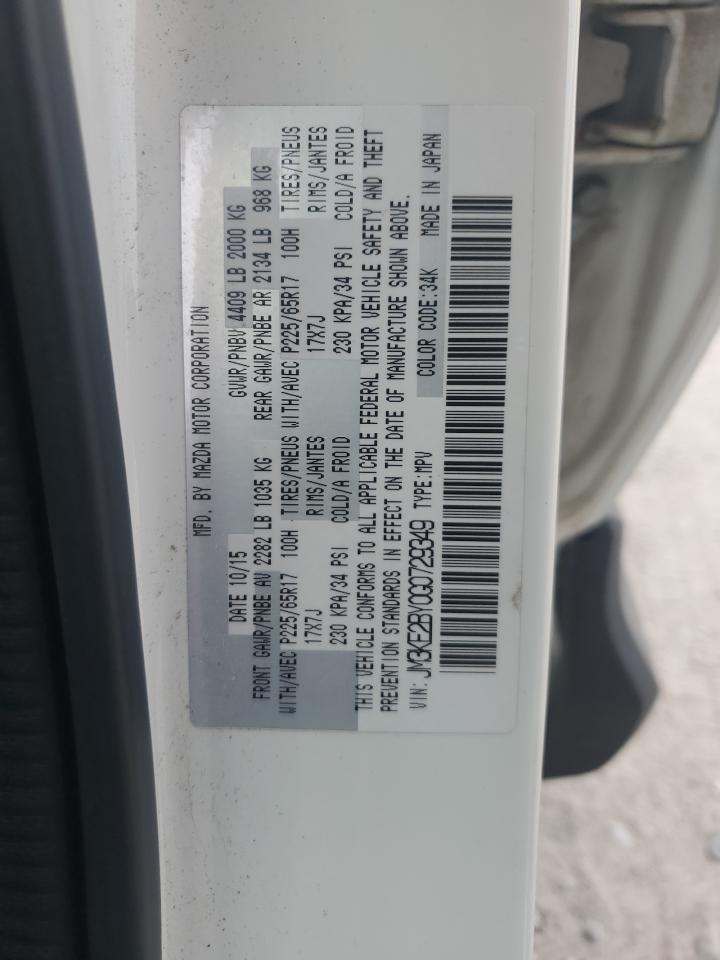 MFD. BY MAZDA MOTOR CORPORATION
DATE 10/15 GVWR/PNBV 4409 LB 2000 KG
FRONT GAWR/PNBE AV 2282 LB 1035 KG REAR GAWR/PNBE AR 2134 LB 968 KG
WITH/AVEC P225/65R17 100H TIRES/PNEUS WITH/AVEC P225/65R17 100H TIRES/PNEUS
17X7J RIMS/JANTES 17X7J RIMS/JANTES
230 KPA/34 PSI COLD/A FROID 230 KPA/34 PSI COLD/A FROID
THIS VEHICLE CONFORMS TO ALL APPLICABLE FEDERAL MOTOR VEHICLE SAFETY AND THEFT
PREVENTION STANDARDS IN EFFECT ON THE DATE OF MANUFACTURE SHOWN ABOVE.
VIN: JM3KE2BY0G0729349 TYPE:MPV COLOR CODE:34K MADE IN JAPAN